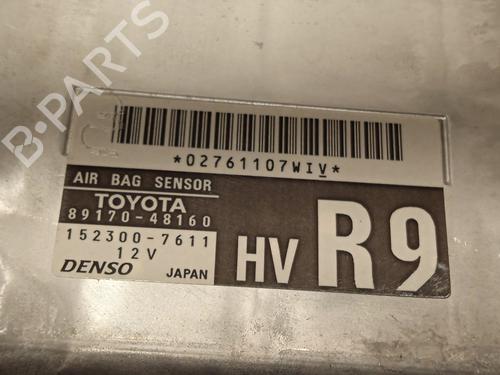 *02761107WIV*
AIR BAG SENSOR
TOYOTA
89170-48160
152300-7611
12V
DENSO JAPAN
HV R9
B-PARTS